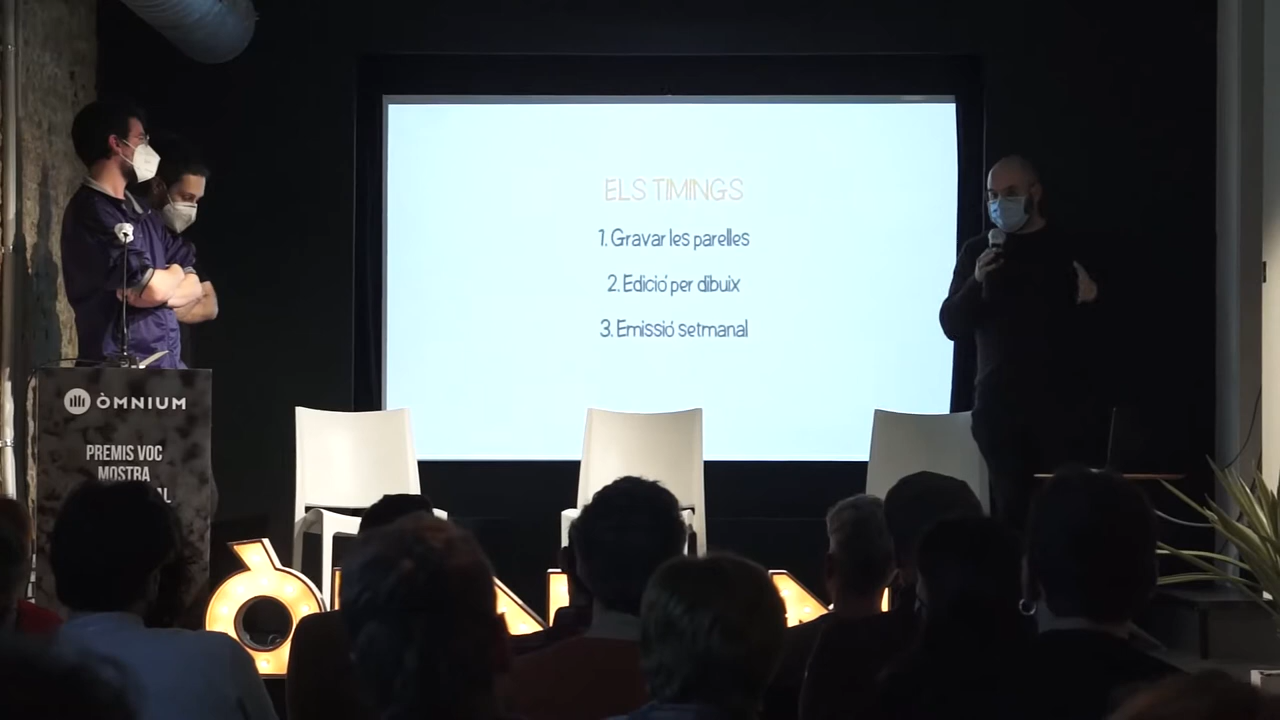 ELS TIMINGS
1. Gravar les parelles
2. Edició per dibuix
3. Emissió setmanal
ÒMNIUM
PREMIS VOC
MOSTRA